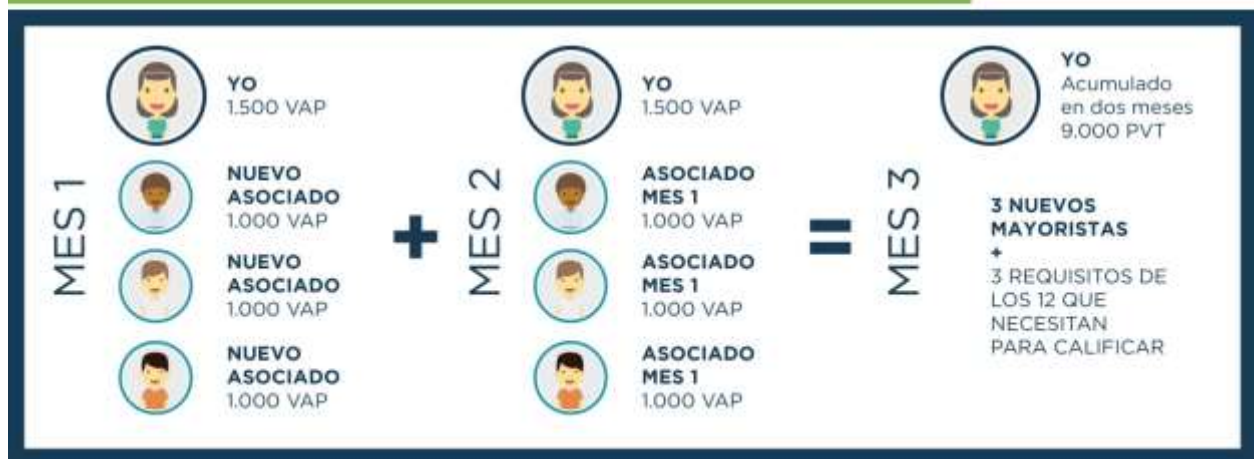 MES 1
YO
1.500 VAP
NUEVO
ASOCIADO
1.000 VAP
NUEVO
ASOCIADO
1.000 VAP
NUEVO
ASOCIADO
1.000 VAP
+
MES 2
YO
1.500 VAP
ASOCIADO
MES 1
1.000 VAP
ASOCIADO
MES 1
1.000 VAP
ASOCIADO
MES 1
1.000 VAP
=
MES 3
YO
Acumulado
en dos meses
9.000 PVT
3 NUEVOS
MAYORISTAS
+
3 REQUISITOS DE
LOS 12 QUE
NECESITAN
PARA CALIFICAR